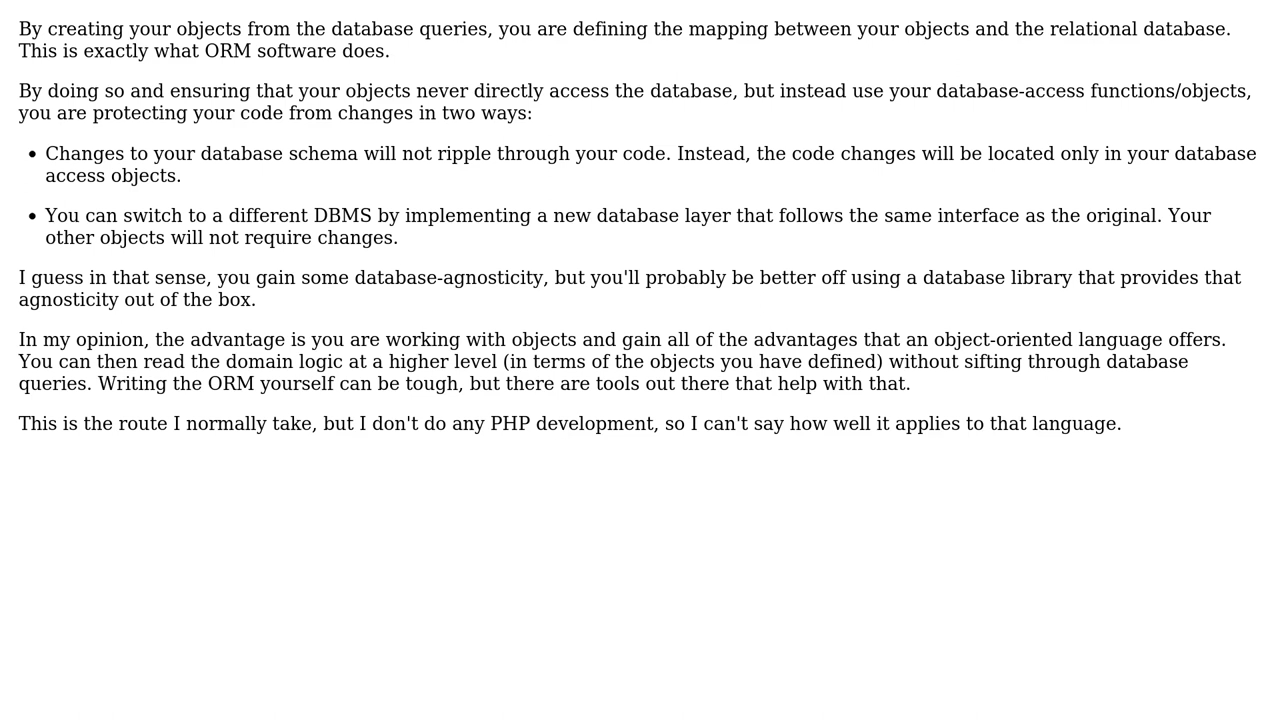 By creating your objects from the database queries, you are defining the mapping between your objects and the relational database.
This is exactly what ORM software does.
By doing so and ensuring that your objects never directly access the database, but instead use your database-access functions/objects,
you are protecting your code from changes in two ways:
• Changes to your database schema will not ripple through your code. Instead, the code changes will be located only in your database
access objects.
• You can switch to a different DBMS by implementing a new database layer that follows the same interface as the original. Your
other objects will not require changes.
I guess in that sense, you gain some database-agnosticity, but you'll probably be better off using a database library that provides that
agnosticity out of the box.
In my opinion, the advantage is you are working with objects and gain all of the advantages that an object-oriented language offers.
You can then read the domain logic at a higher level (in terms of the objects you have defined) without sifting through database
queries. Writing the ORM yourself can be tough, but there are tools out there that help with that.
This is the route I normally take, but I don't do any PHP development, so I can't say how well it applies to that language.